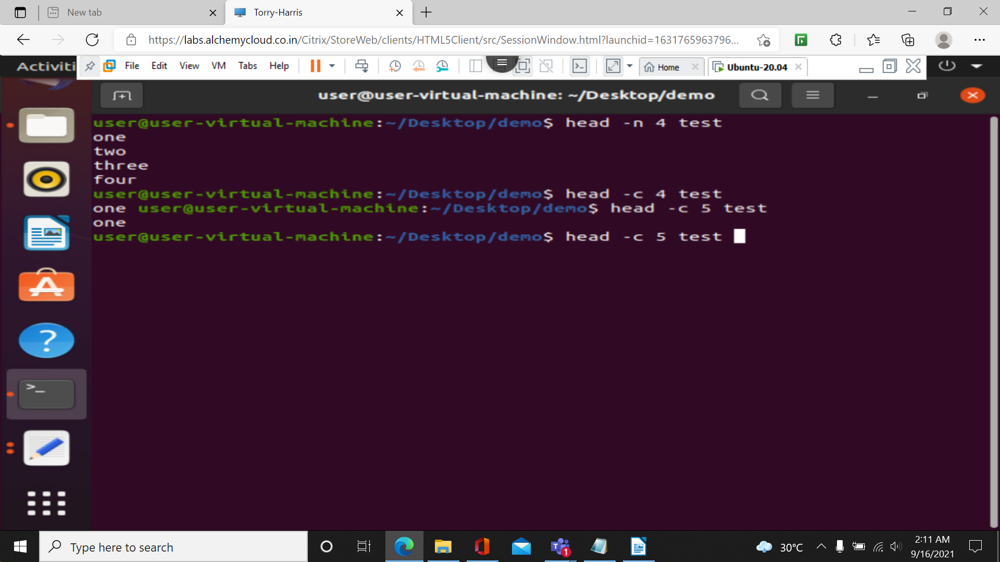 New tab
Torry-Harris
https://labs.alchemycloud.co.in/Citrix/StoreWeb/clients/HTML5Client/src/SessionWindow.html?launchid=1631765963796...
Activiti
File Edit View VM Tabs Help
Home
Ubuntu-20.04
user@user-virtual-machine: ~/Desktop/demo
user@user-virtual-machine:~/Desktop/demo$ head -n 4 test
one
two
three
four
user@user-virtual-machine:~/Desktop/demo$ head -c 4 test
one user@user-virtual-machine:~/Desktop/demo$ head -c 5 test
one
user@user-virtual-machine:~/Desktop/demo$ head -c 5 test
Type here to search
1
30°C
2:11 AM
9/16/2021